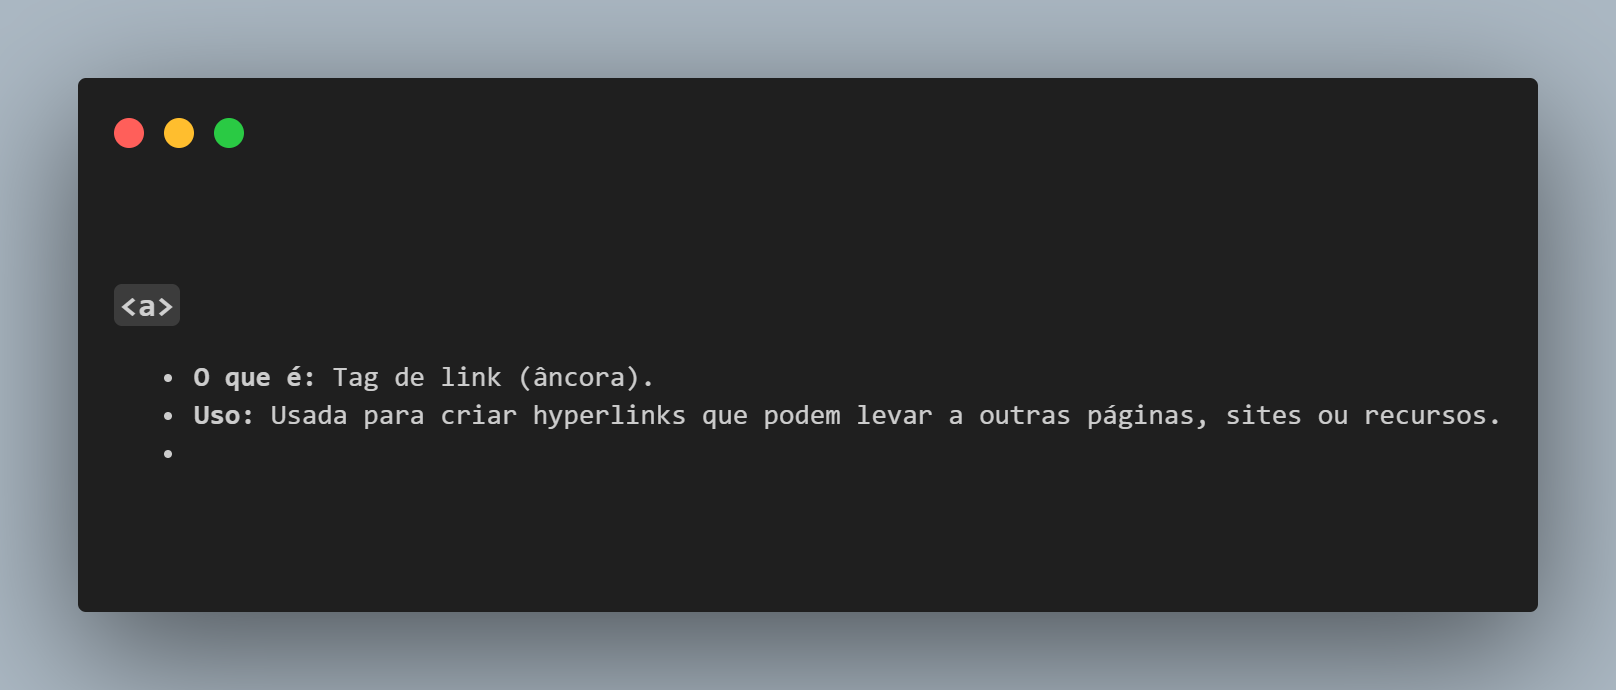 <a>
• O que é: Tag de link (âncora).
• Uso: Usada para criar hyperlinks que podem levar a outras páginas, sites ou recursos.
•